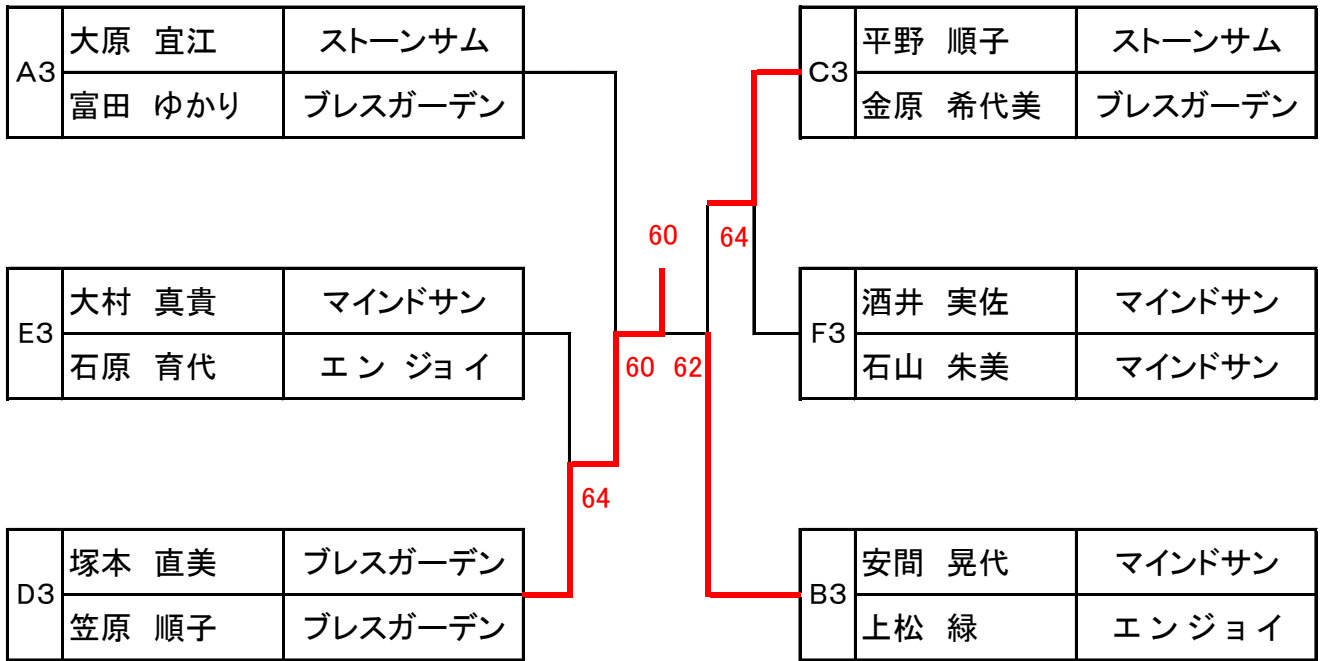 A3
大原 宜江 ストーンサム
富田 ゆかり ブレスガーデン
C3
平野 順子 ストーンサム
金原 希代美 ブレスガーデン
60
64
E3
大村 真貴 マインドサン
石原 育代 エンジョイ
60 62
F3
酒井 実佐 マインドサン
石山 朱美 マインドサン
64
D3
塚本 直美 ブレスガーデン
笠原 順子 ブレスガーデン
B3
安間 晃代 マインドサン
上松 緑 エンジョイ